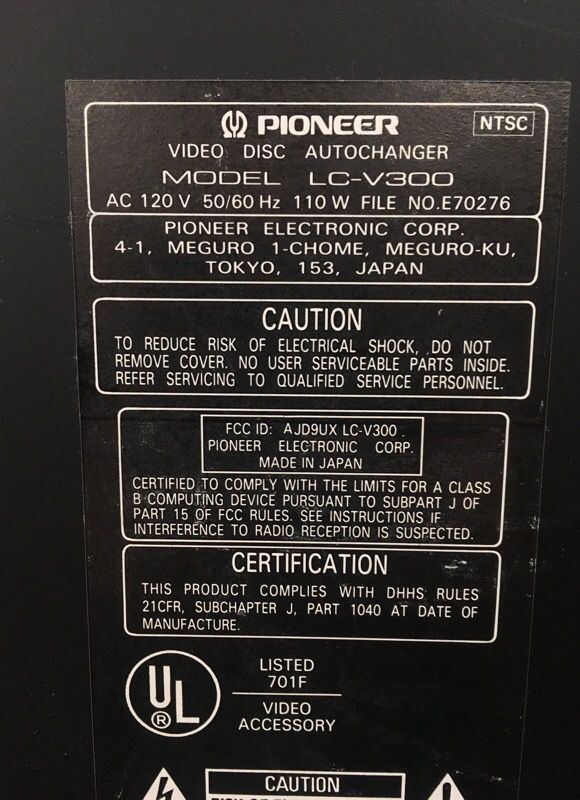 PIONEER NTSC
VIDEO DISC AUTOCHANGER
MODEL LC-V300
AC 120 V 50/60 Hz 110 W FILE NO.E70276
PIONEER ELECTRONIC CORP.
4-1, MEGURO 1-CHOME, MEGURO-KU,
TOKYO, 153, JAPAN
CAUTION
TO REDUCE RISK OF ELECTRICAL SHOCK, DO NOT
REMOVE COVER. NO USER SERVICEABLE PARTS INSIDE.
REFER SERVICING TO QUALIFIED SERVICE PERSONNEL.
FCC ID: AJD9UX LC-V300
PIONEER ELECTRONIC CORP.
MADE IN JAPAN
CERTIFIED TO COMPLY WITH THE LIMITS FOR A CLASS
B COMPUTING DEVICE PURSUANT TO SUBPART J OF
PART 15 OF FCC RULES. SEE INSTRUCTIONS IF
INTERFERENCE TO RADIO RECEPTION IS SUSPECTED.
CERTIFICATION
THIS PRODUCT COMPLIES WITH DHHS RULES
21CFR, SUBCHAPTER J, PART 1040 AT DATE OF
MANUFACTURE.
UL ®
LISTED
701F
VIDEO
ACCESSORY
CAUTION